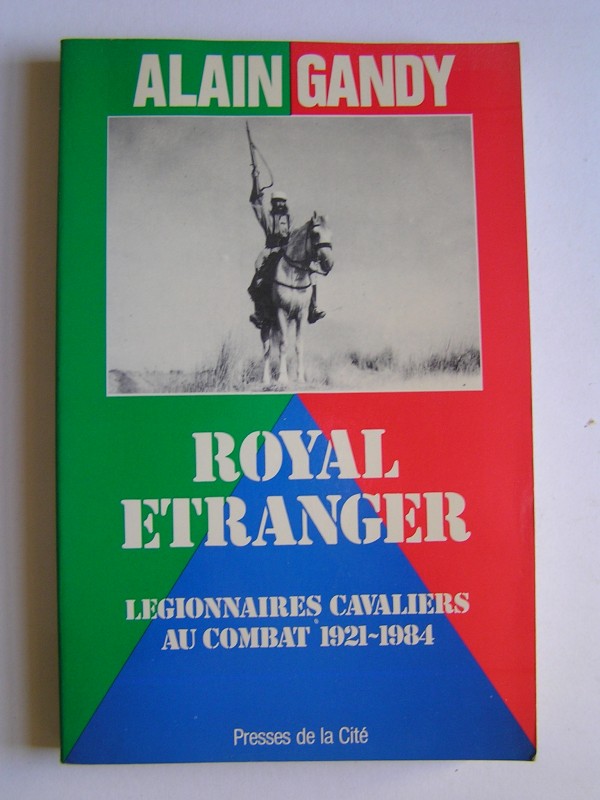 ALAIN GANDY
ROYAL
ETRANGER
LEGIONNAIRES CAVALIERS
AU COMBAT 1921~1984
Presses de la Cité